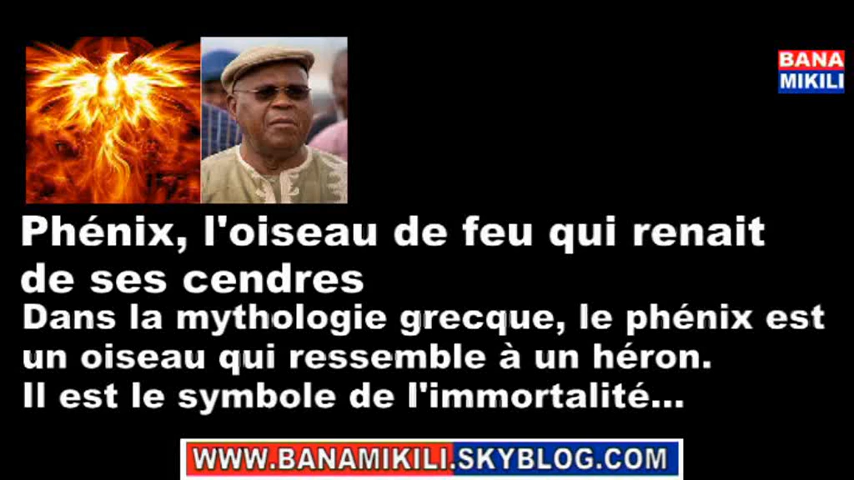 BANA
MIKILI
Phénix, l'oiseau de feu qui renait
de ses cendres
Dans la mythologie grecque, le phénix est
un oiseau qui ressemble à un héron.
Il est le symbole de l'immortalité...
WWW.BANAMIKILI.SKYBLOG.COM